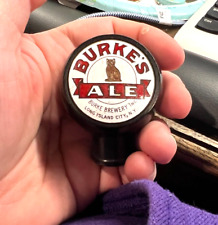 BURKE'S
ALE
BURKE BREWERY INC.
LONG ISLAND CITY, N.Y.